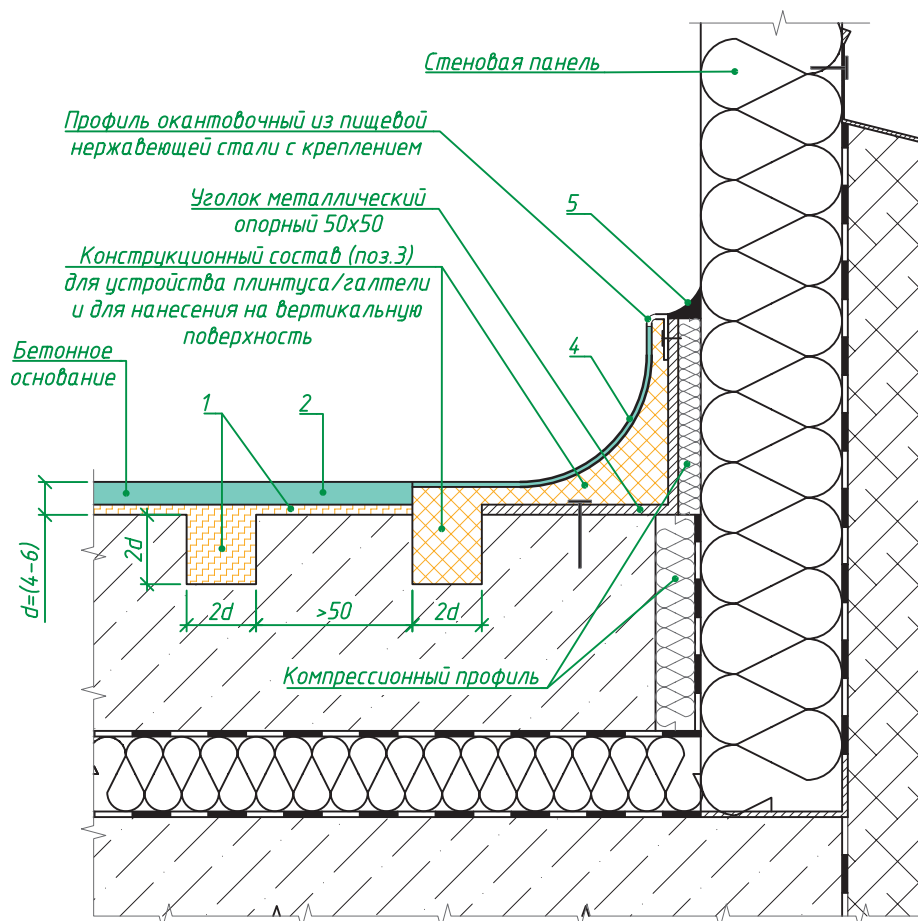 Стеновая панель
Профиль окантовочный из пищевой
нержавеющей стали с креплением
Уголок металлический
опорный 50х50
5
Конструкционный состав (поз.3)
для устройства плинтуса/галтели
и для нанесения на вертикальную
поверхность
4
Бетонное
основание
1
2
d=(4-6)
2d
2d
>50
2d
Компрессионный профиль